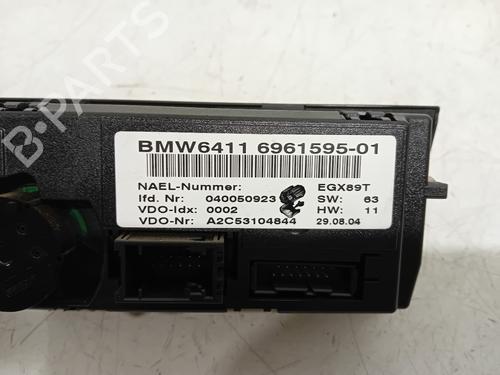 BMW6411 6961595-01
NAEL-Nummer: EGX89T
lfd. Nr: 040050923 SW: 63
VDO-Idx: 0002 HW: 11
VDO-Nr: A2C53104844 29.08.04
B-PARTS